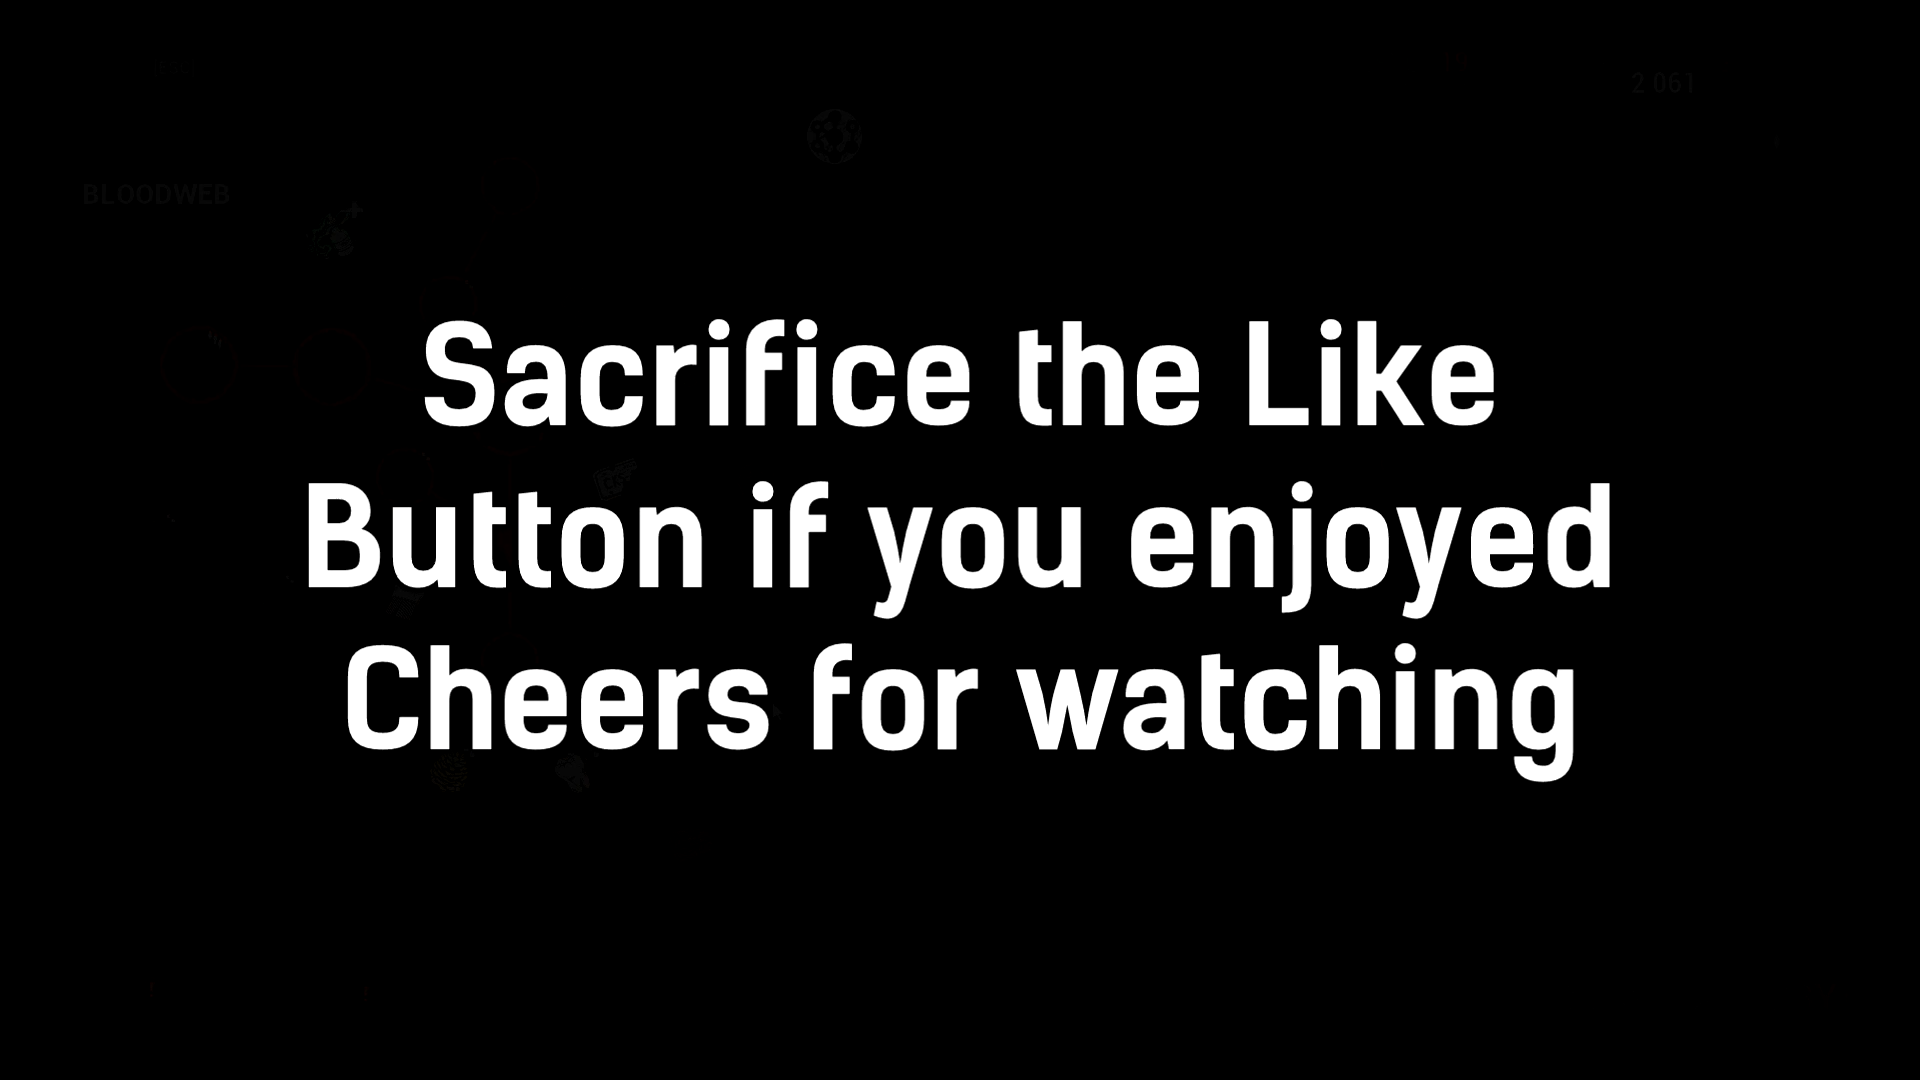 2 061
BLOODWEB
Sacrifice the Like
Button if you enjoyed
Cheers for watching